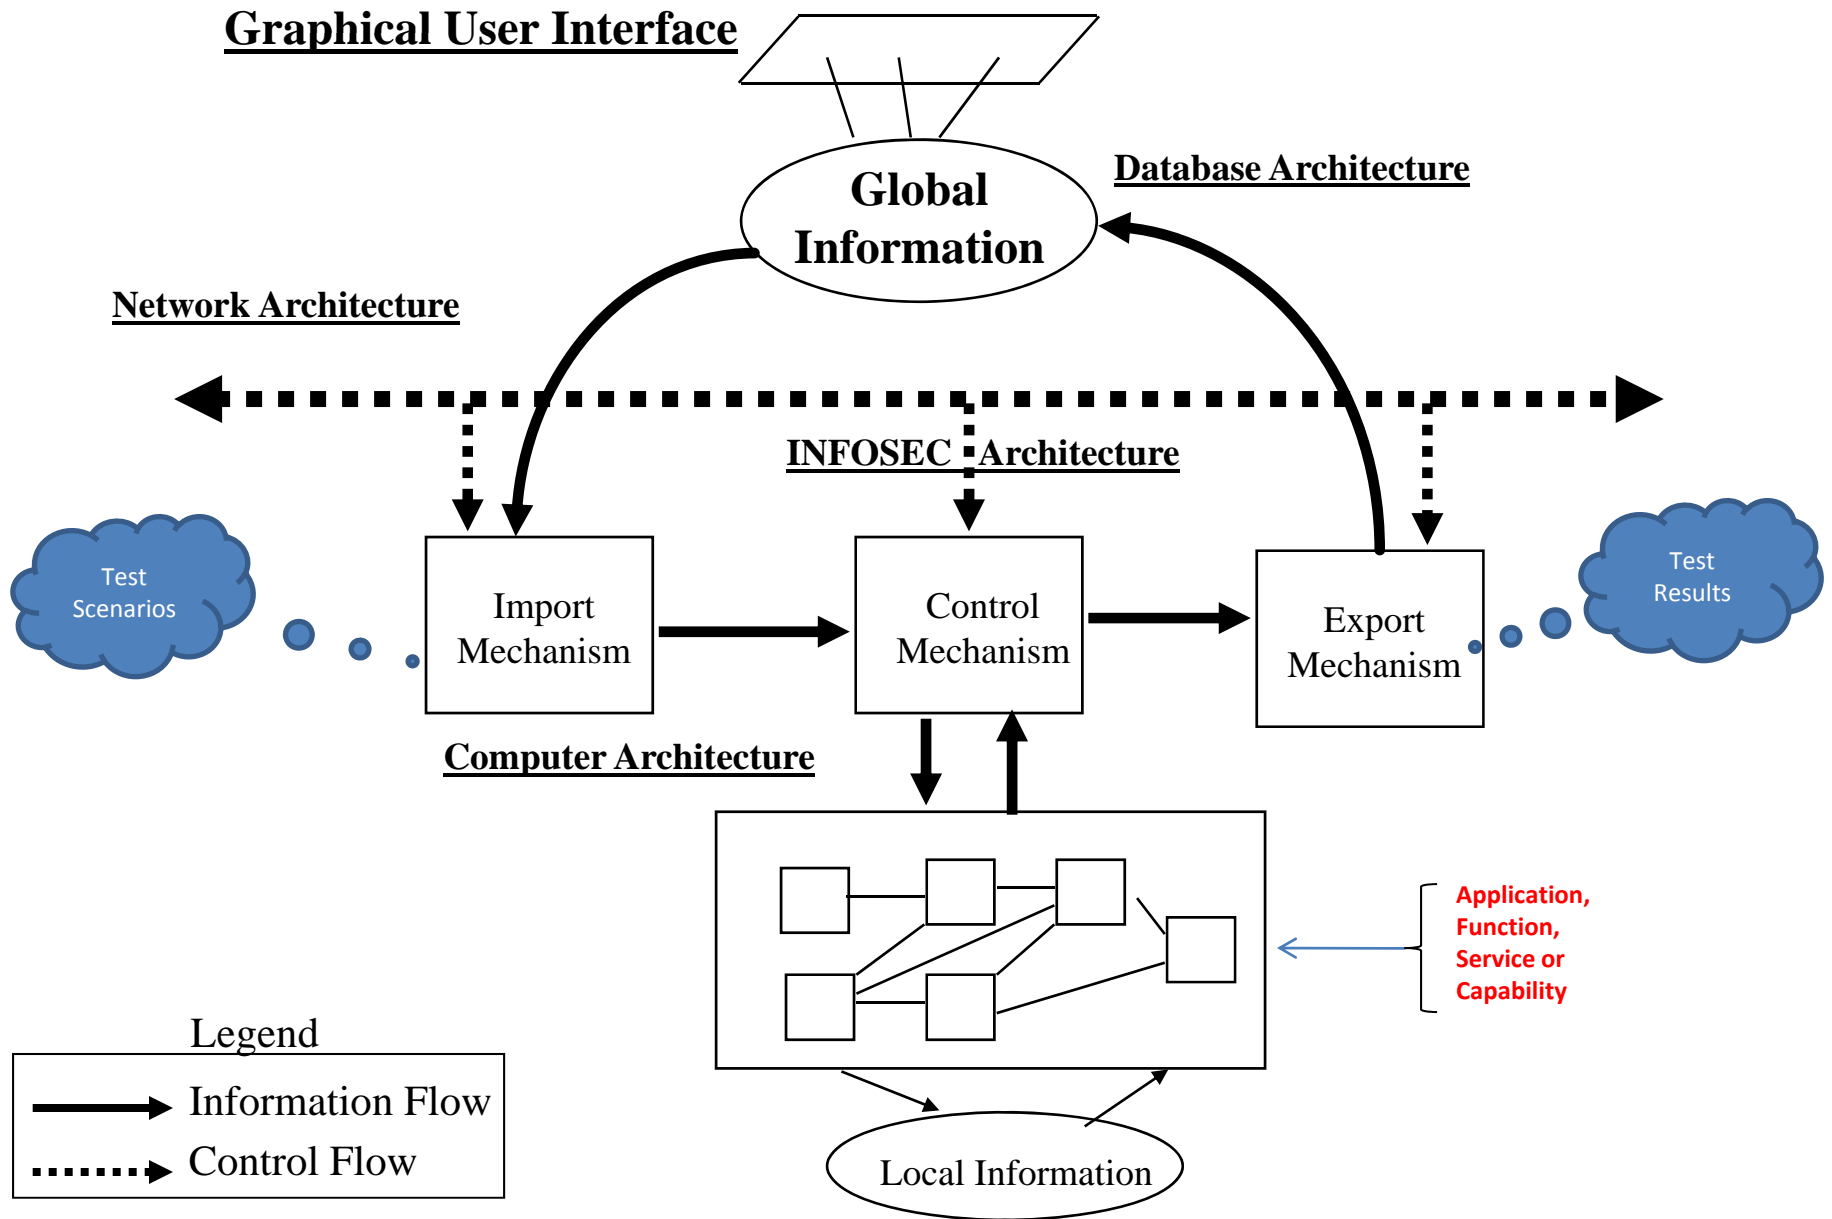 Graphical User Interface
Global
Information
Database Architecture
Network Architecture
INFOSEC Architecture
Test
Scenarios
Import
Mechanism
Control
Mechanism
Export
Mechanism
Test
Results
Computer Architecture
Application,
Function,
Service or
Capability
Legend
Information Flow
Control Flow
Local Information